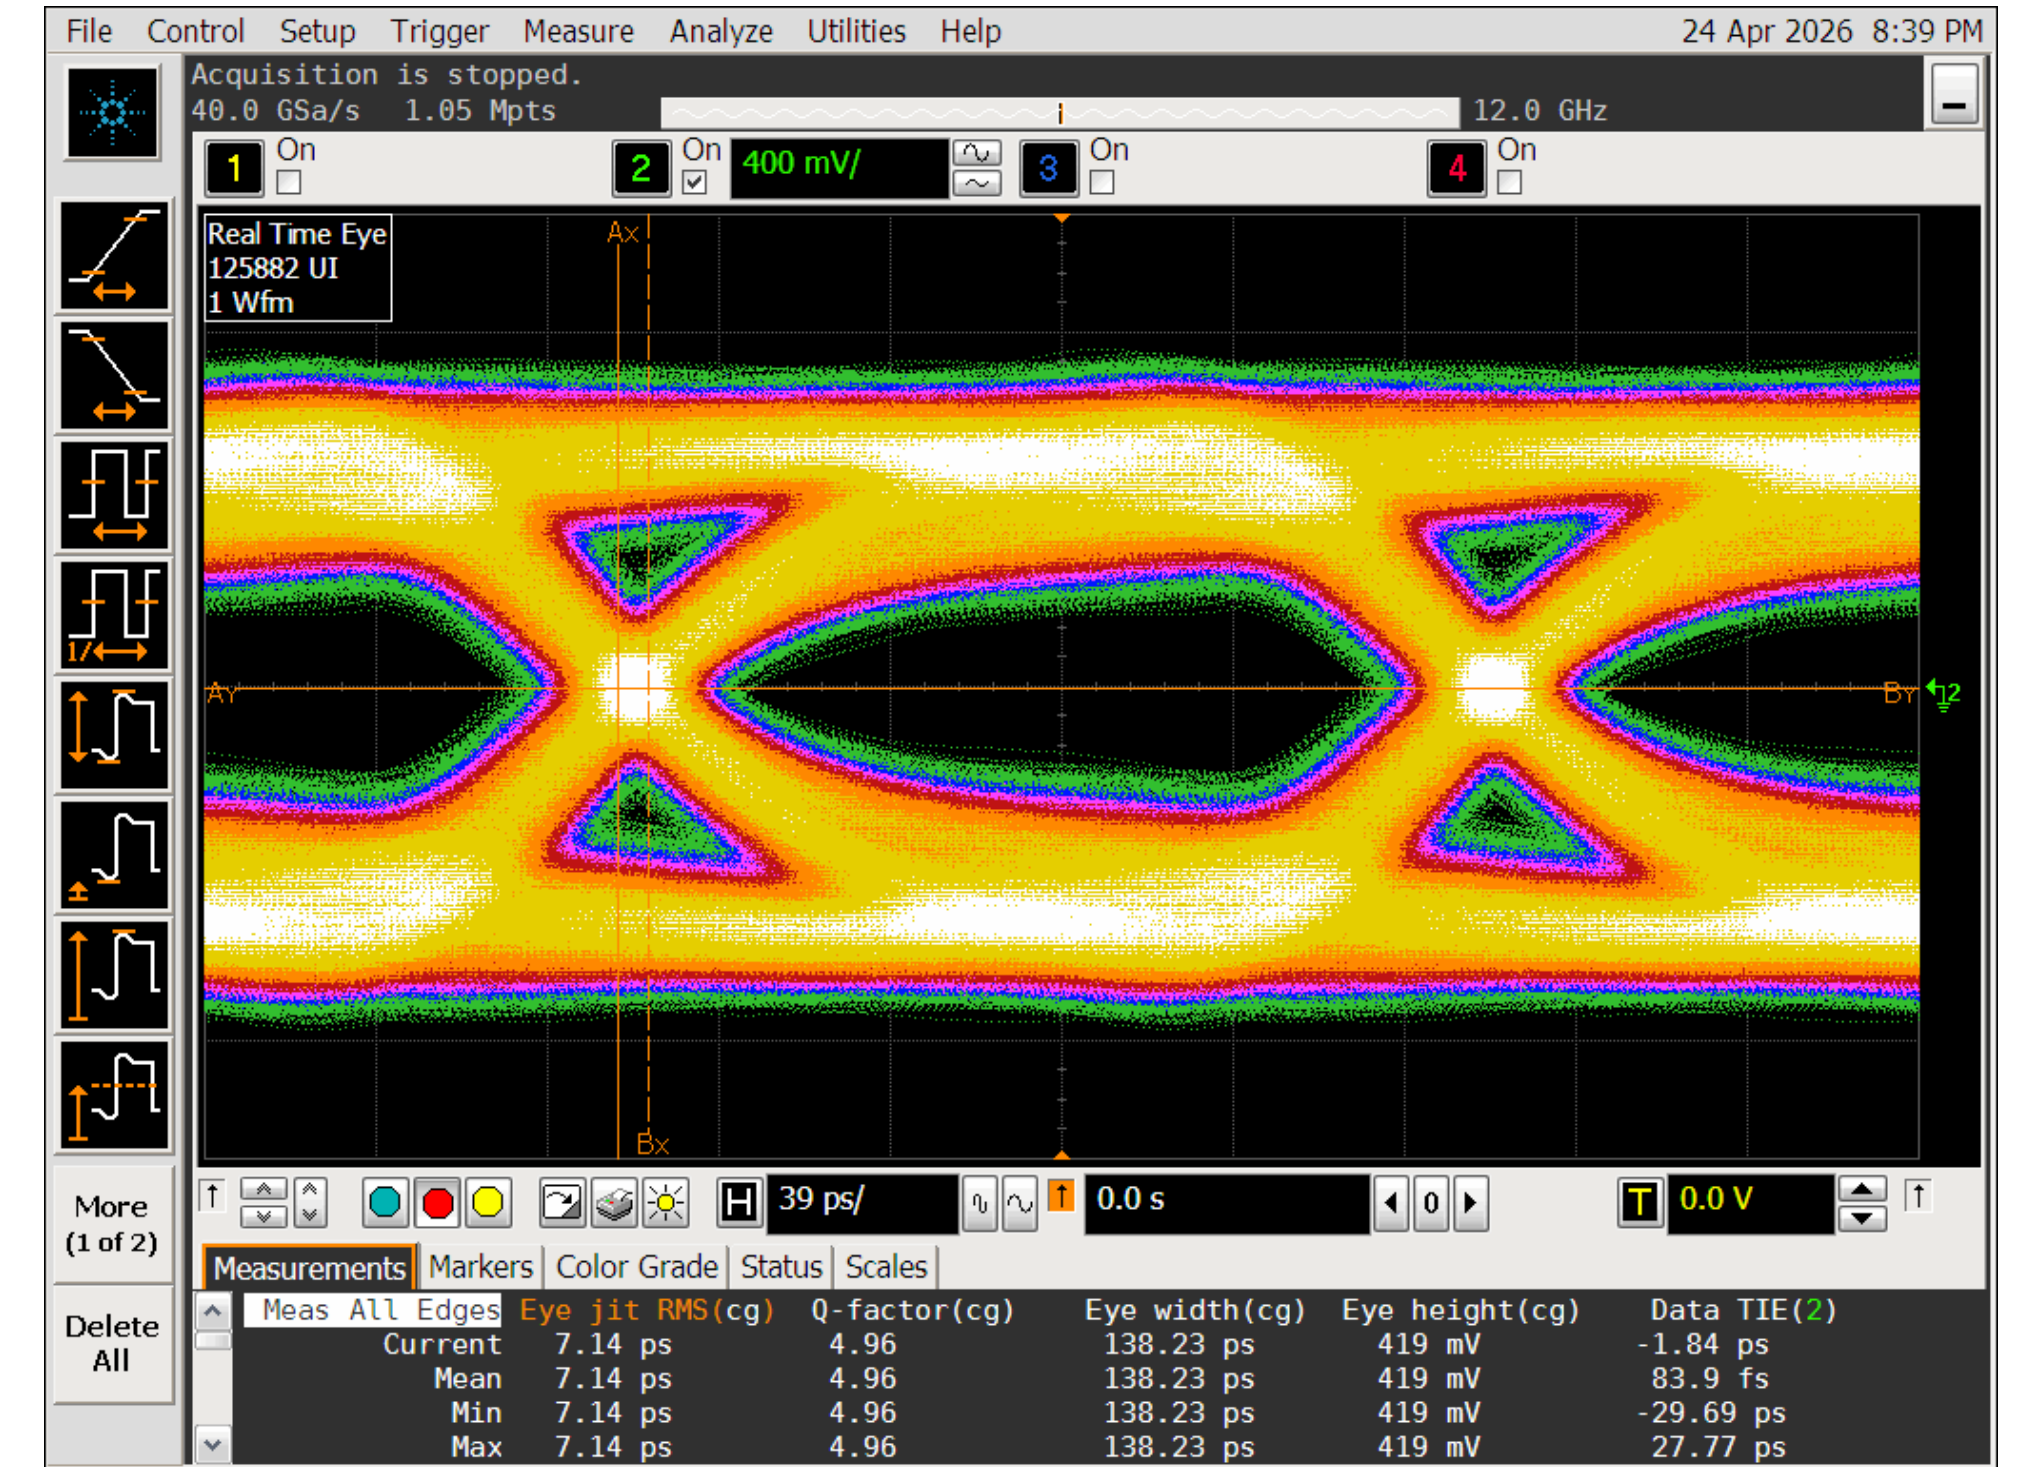 File Control Setup Trigger Measure Analyze Utilities Help 24 Apr 2026 8:39 PM
Acquisition is stopped.
40.0 GSa/s 1.05 Mpts 12.0 GHz
1 On 2 On 400 mV/ 3 On 4 On
Real Time Eye
125882 UI
1 Wfm
Ax
AY BY 2
Bx
1/
More
(1 of 2)
Delete
All
H 39 ps/ 0.0 s 0 T 0.0 V
Measurements Markers Color Grade Status Scales
Meas All Edges Eye jit RMS(cg) Q-factor(cg) Eye width(cg) Eye height(cg) Data TIE(2)
Current 7.14 ps 4.96 138.23 ps 419 mV -1.84 ps
Mean 7.14 ps 4.96 138.23 ps 419 mV 83.9 fs
Min 7.14 ps 4.96 138.23 ps 419 mV -29.69 ps
Max 7.14 ps 4.96 138.23 ps 419 mV 27.77 ps